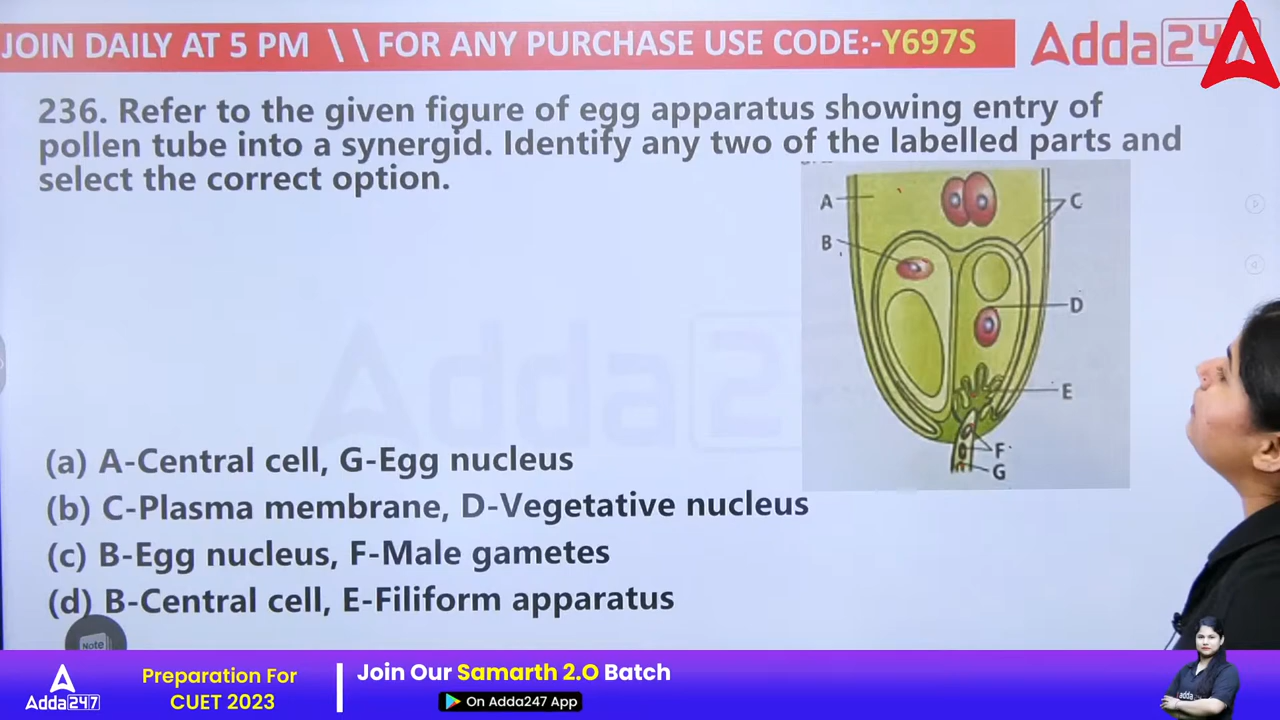 JOIN DAILY AT 5 PM \\ FOR ANY PURCHASE USE CODE:-Y697S
Adda247
236. Refer to the given figure of egg apparatus showing entry of
pollen tube into a synergid. Identify any two of the labelled parts and
select the correct option.
A
C
B
D
E
F
G
Adda247
(a) A-Central cell, G-Egg nucleus
(b) C-Plasma membrane, D-Vegetative nucleus
(c) B-Egg nucleus, F-Male gametes
(d) B-Central cell, E-Filiform apparatus
Note
Adda247
Preparation For
CUET 2023
Join Our Samarth 2.O Batch
On Adda247 App
adda